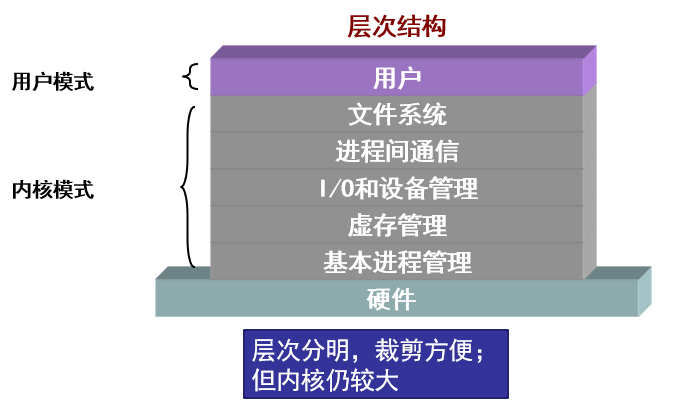 层次结构
用户模式
用户
文件系统
进程间通信
内核模式
I/O和设备管理
虚存管理
基本进程管理
硬件
层次分明，裁剪方便；
但内核仍较大